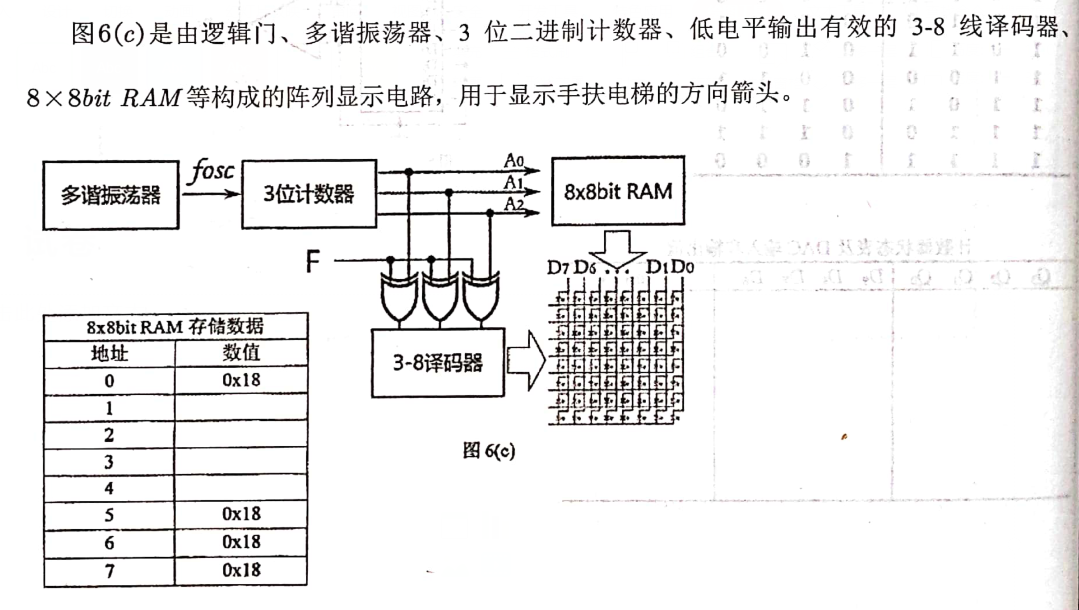 图6(c)是由逻辑门、多谐振荡器、3 位二进制计数器、低电平输出有效的 3-8 线译码器、
8×8bit RAM等构成的阵列显示电路，用于显示手扶电梯的方向箭头。
多谐振荡器
fosc
3位计数器
A0
A1
A2
8x8bit RAM
F
D7 D6 ... D1 D0
3-8译码器
图 6(c)
8x8bit RAM 存储数据
地址 数值
0 0x18
1
2
3
4
5 0x18
6 0x18
7 0x18